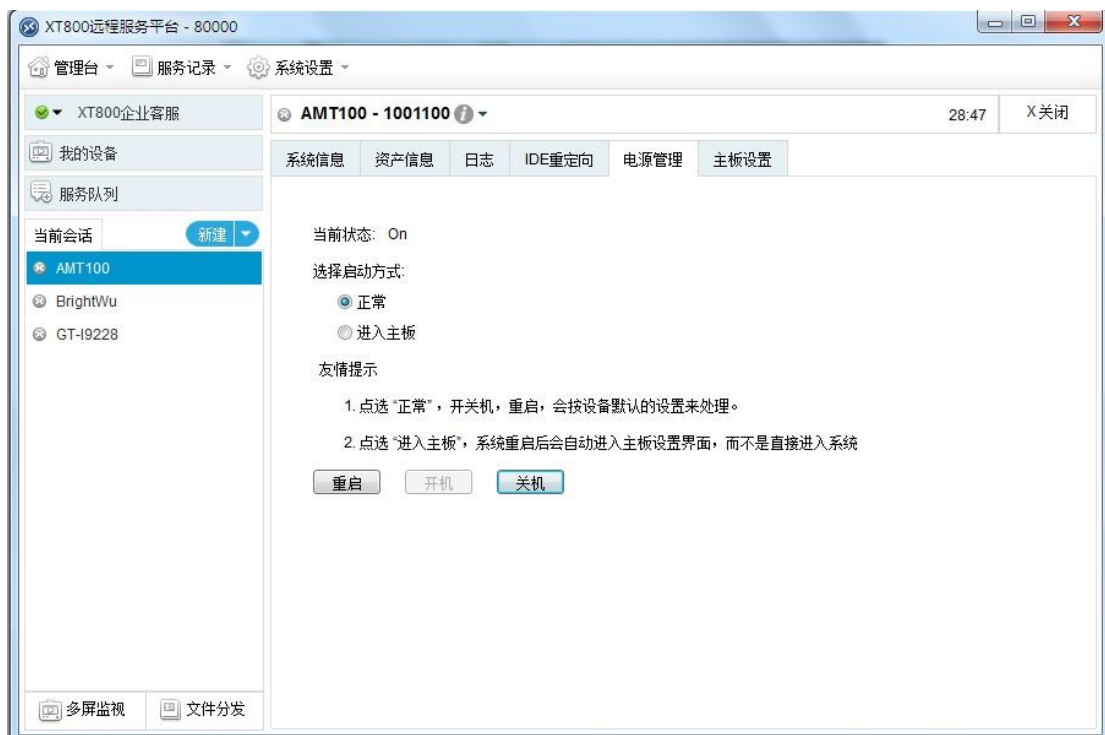 XT800远程服务平台 - 80000
管理台 服务记录 系统设置
XT800企业客服
AMT100 - 1001100 28:47 X关闭
我的设备
系统信息 资产信息 日志 IDE重定向 电源管理 主板设置
服务队列
当前会话 新建
当前状态: On
AMT100
选择启动方式:
BrightWu
正常
GT-I9228
进入主板
友情提示
1. 点选 “正常”，开关机，重启，会按设备默认的设置来处理。
2. 点选 “进入主板”，系统重启后会自动进入主板设置界面，而不是直接进入系统
重启 开机 关机
多屏监视 文件分发